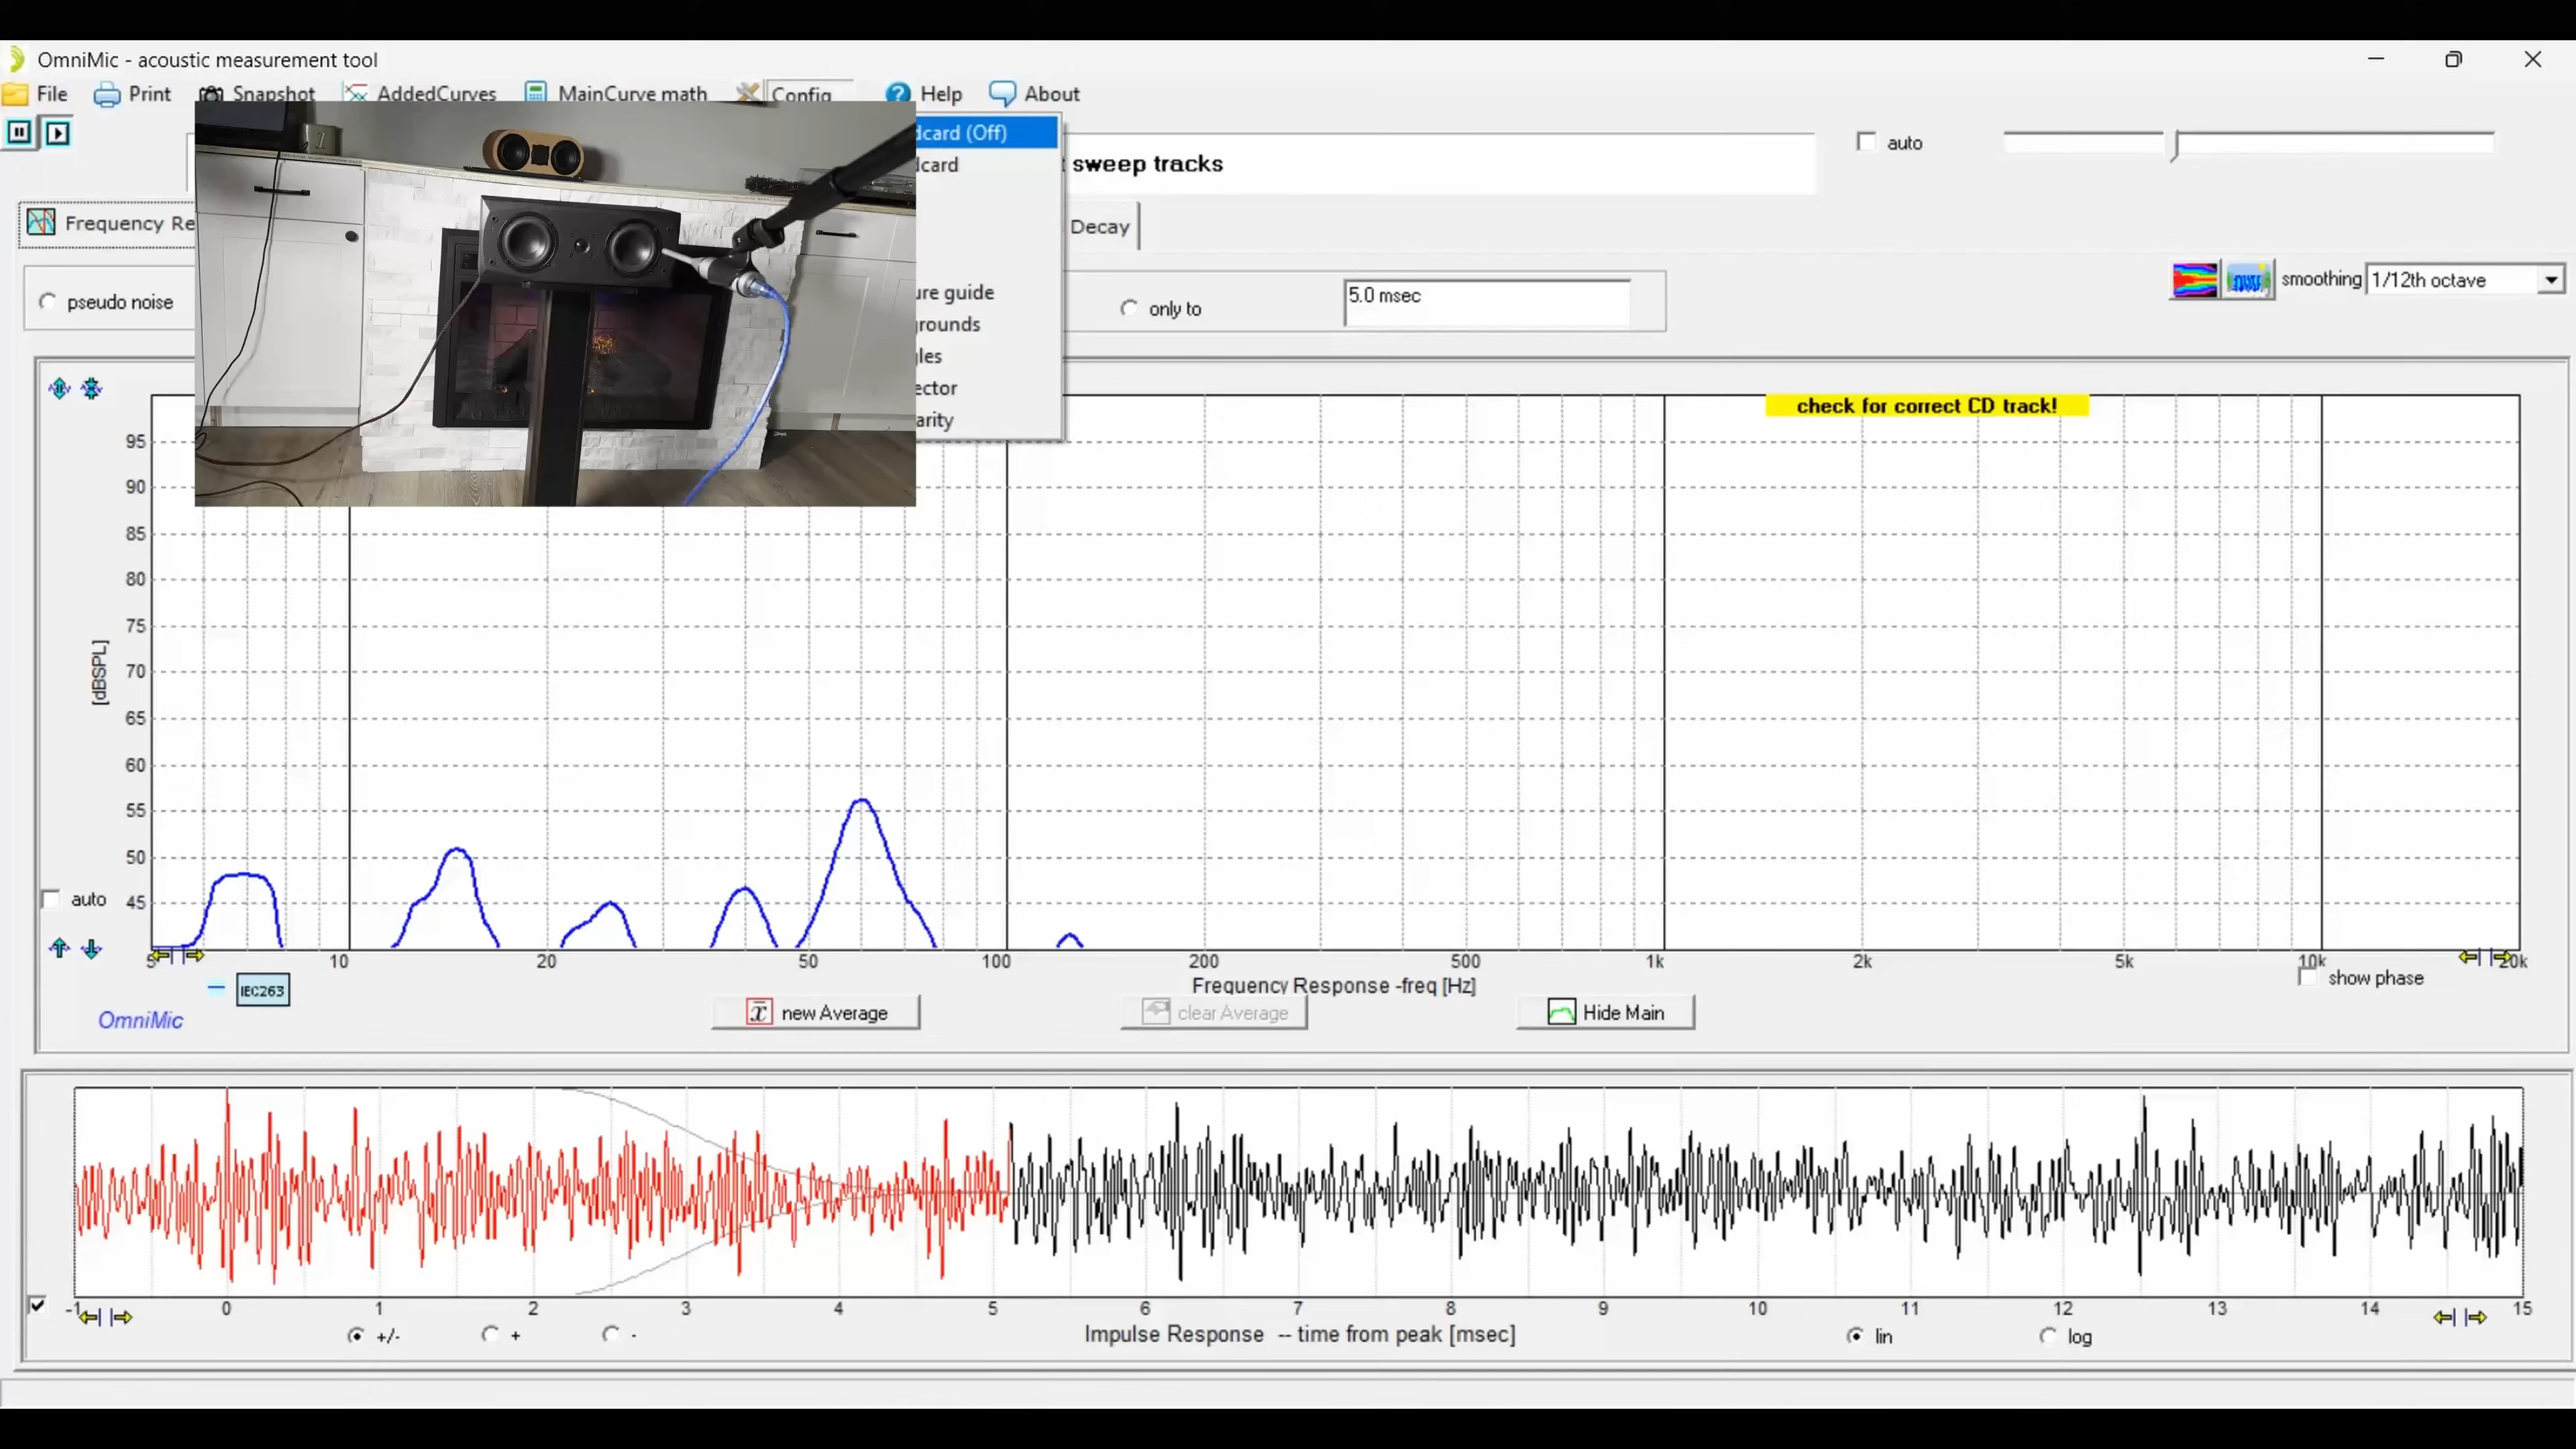 OmniMic - acoustic measurement tool
File Print Snapshot AddedCurves MainCurve math Config Help About
dcard (Off)
auto
sweep tracks
dcard
Frequency Re
Decay
pseudo noise
ure guide
only to
5.0 msec
smoothing 1/12th octave
grounds
les
ector
arity
check for correct CD track!
95
90
85
80
75
70
65
60
55
50
45
[dBSPL]
auto
5 10 20 50 100 200 500 1k 2k 5k 10k 20k
Frequency Response -freq [Hz]
show phase
IEC263
OmniMic
new Average
clear Average
Hide Main
-1 0 1 2 3 4 5 6 7 8 9 10 11 12 13 14 15
+/- + -
Impulse Response -- time from peak [msec]
lin log